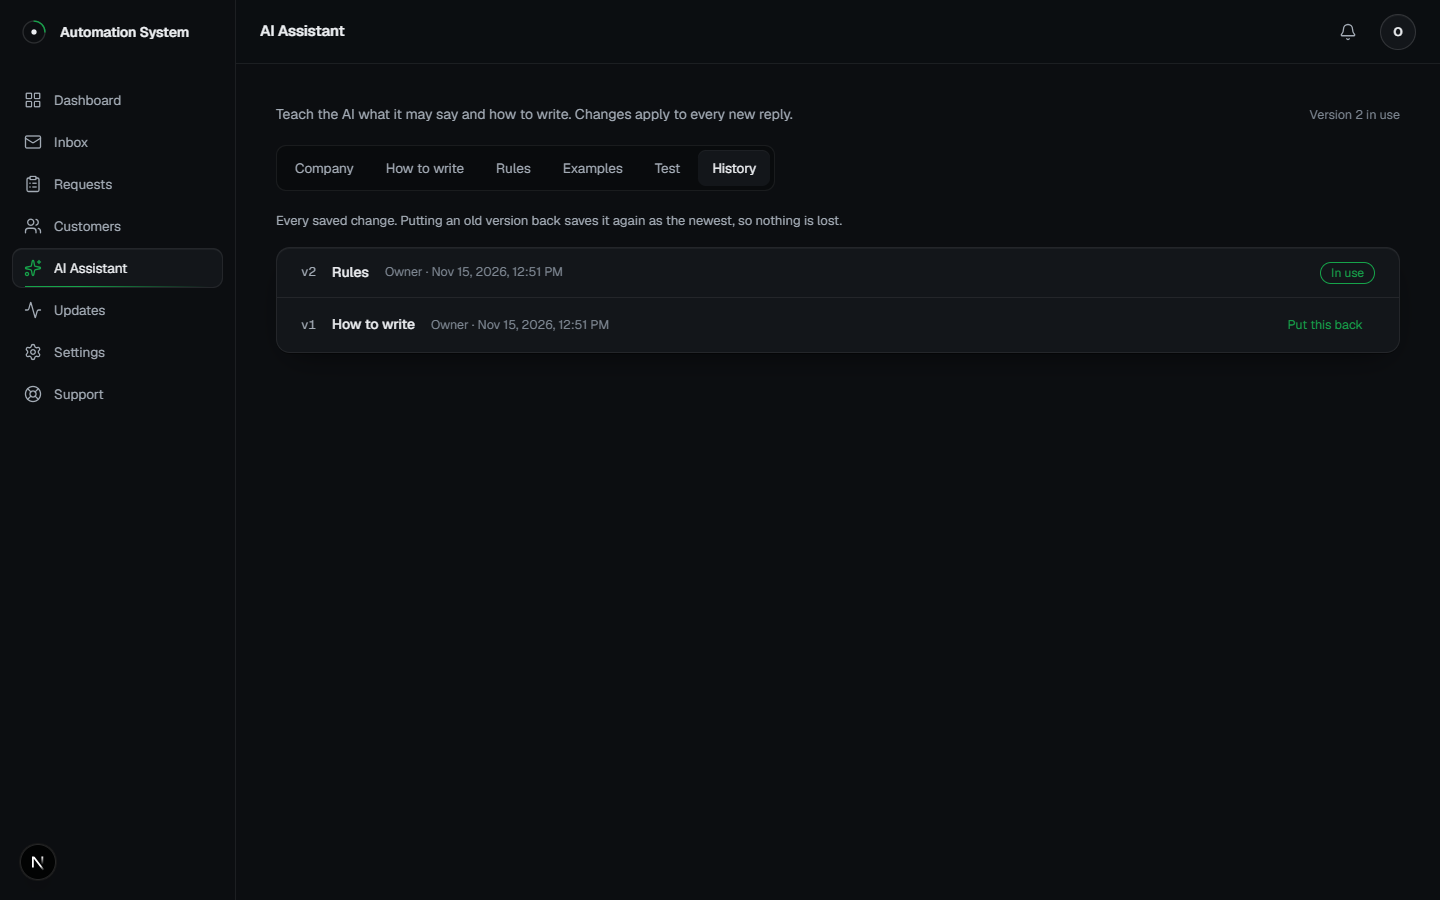 Automation System
AI Assistant
O
Dashboard
Inbox
Requests
Customers
AI Assistant
Updates
Settings
Support
Teach the AI what it may say and how to write. Changes apply to every new reply.
Version 2 in use
Company How to write Rules Examples Test History
Every saved change. Putting an old version back saves it again as the newest, so nothing is lost.
v2 Rules Owner · Nov 15, 2026, 12:51 PM In use
v1 How to write Owner · Nov 15, 2026, 12:51 PM Put this back
N